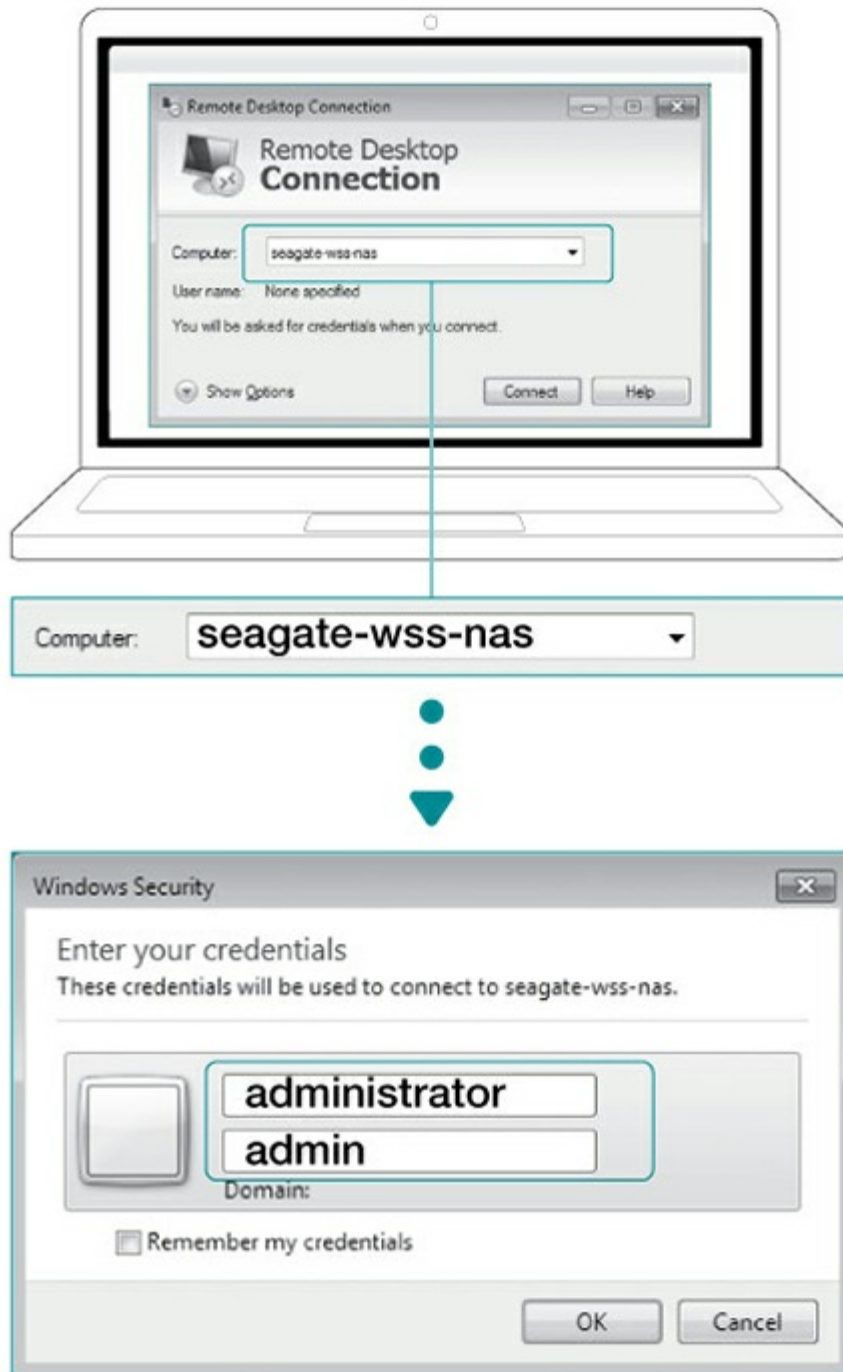 Remote Desktop Connection
Remote Desktop
Connection
Computer: seagate-wss-nas
User name: None specified
You will be asked for credentials when you connect.
Show Options Connect Help
Computer: seagate-wss-nas
Windows Security
Enter your credentials
These credentials will be used to connect to seagate-wss-nas.
administrator
admin
Domain:
Remember my credentials
OK Cancel